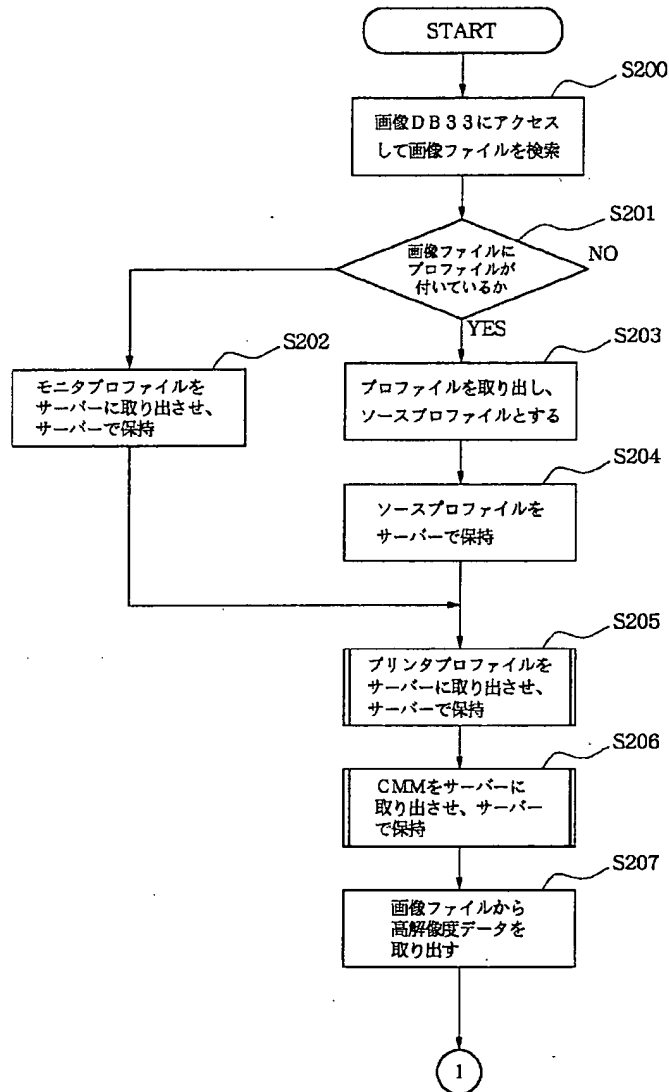 START
S200
画像DB33にアクセス
して画像ファイルを検索
S201
画像ファイルに
プロファイルが
付いているか
NO
YES
S202
モニタプロファイルを
サーバーに取り出させ、
サーバーで保持
S203
プロファイルを取り出し、
ソースプロファイルとする
S204
ソースプロファイルを
サーバーで保持
S205
プリンタプロファイルを
サーバーに取り出させ、
サーバーで保持
S206
CMMをサーバーに
取り出させ、サーバー
で保持
S207
画像ファイルから
高解像度データを
取り出す
1